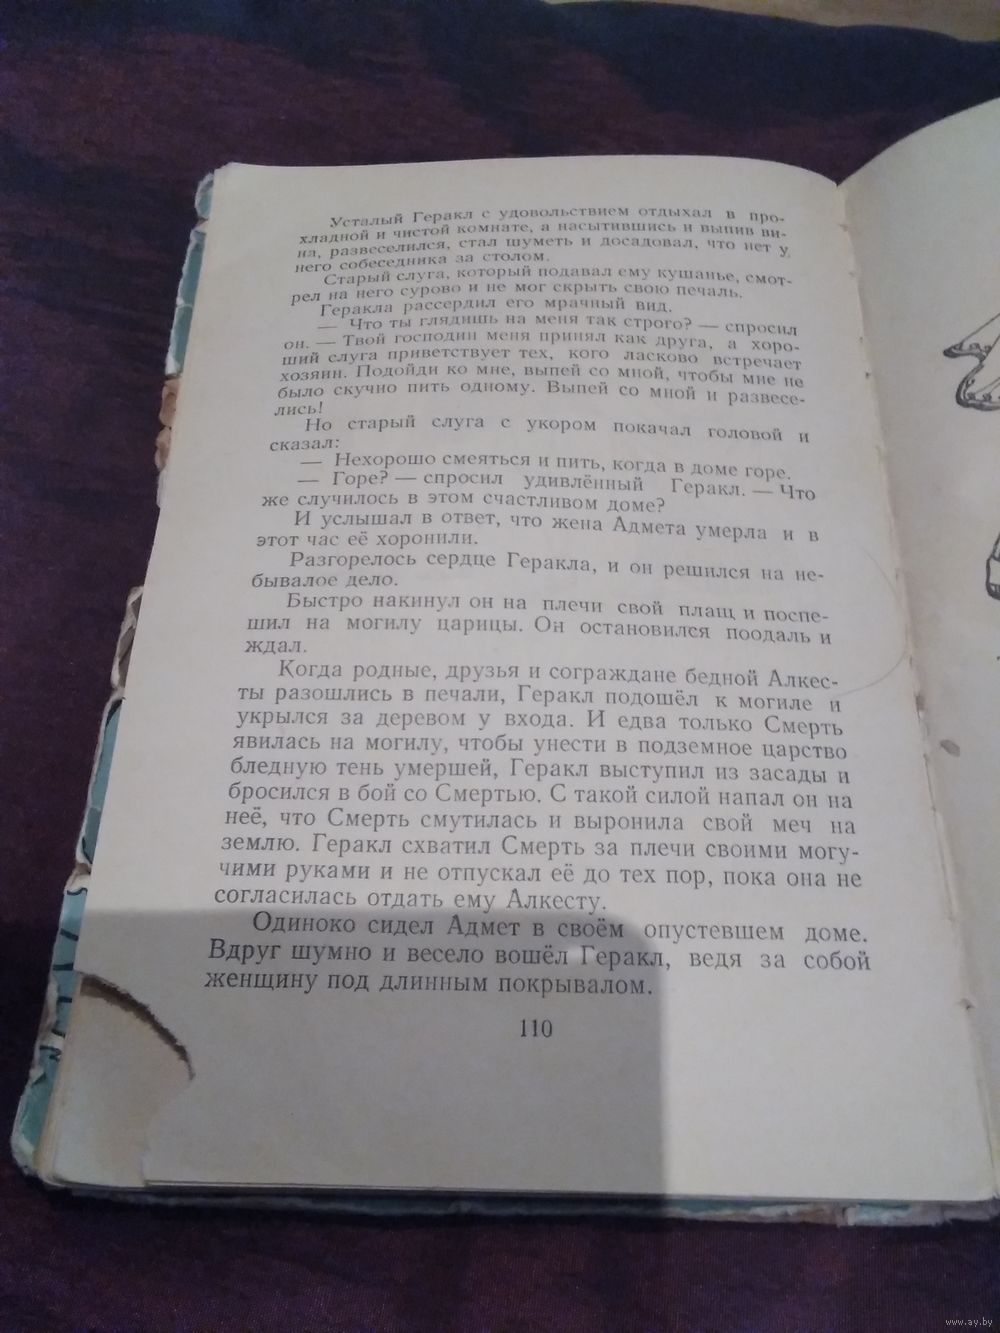 Усталый Геракл с удовольствием отдыхал в про-
хладной и чистой комнате, а насытившись и выпив ви-
на, развеселился, стал шуметь и досадовал, что нет у
него собеседника за столом.
Старый слуга, который подавал ему кушанье, смот-
рел на него сурово и не мог скрыть свою печаль.
Геракла рассердил его мрачный вид.
— Что ты глядишь на меня так строго? — спросил
он. — Твой господин меня принял как друга, а хоро-
ший слуга приветствует тех, кого ласково встречает
хозяин. Подойди ко мне, выпей со мной, чтобы мне не
было скучно пить одному. Выпей со мной и развесе-
лись!
Но старый слуга с укором покачал головой и
сказал:
— Нехорошо смеяться и пить, когда в доме горе.
— Горе? — спросил удивлённый Геракл. — Что
же случилось в этом счастливом доме?
И услышал в ответ, что жена Адмета умерла и в
этот час её хоронили.
Разгорелось сердце Геракла, и он решился на не-
бывалое дело.
Быстро накинул он на плечи свой плащ и поспе-
шил на могилу царицы. Он остановился поодаль и
ждал.
Когда родные, друзья и сограждане бедной Алкес-
ты разошлись в печали, Геракл подошёл к могиле и
укрылся за деревом у входа. И едва только Смерть
явилась на могилу, чтобы унести в подземное царство
бледную тень умершей, Геракл выступил из засады и
бросился в бой со Смертью. С такой силой напал он на
неё, что Смерть смутилась и выронила свой меч на
землю. Геракл схватил Смерть за плечи своими могу-
чими руками и не отпускал её до тех пор, пока она не
согласилась отдать ему Алкесту.
Одиноко сидел Адмет в своём опустевшем доме.
Вдруг шумно и весело вошёл Геракл, ведя за собой
женщину под длинным покрывалом.
110
www.ay.by